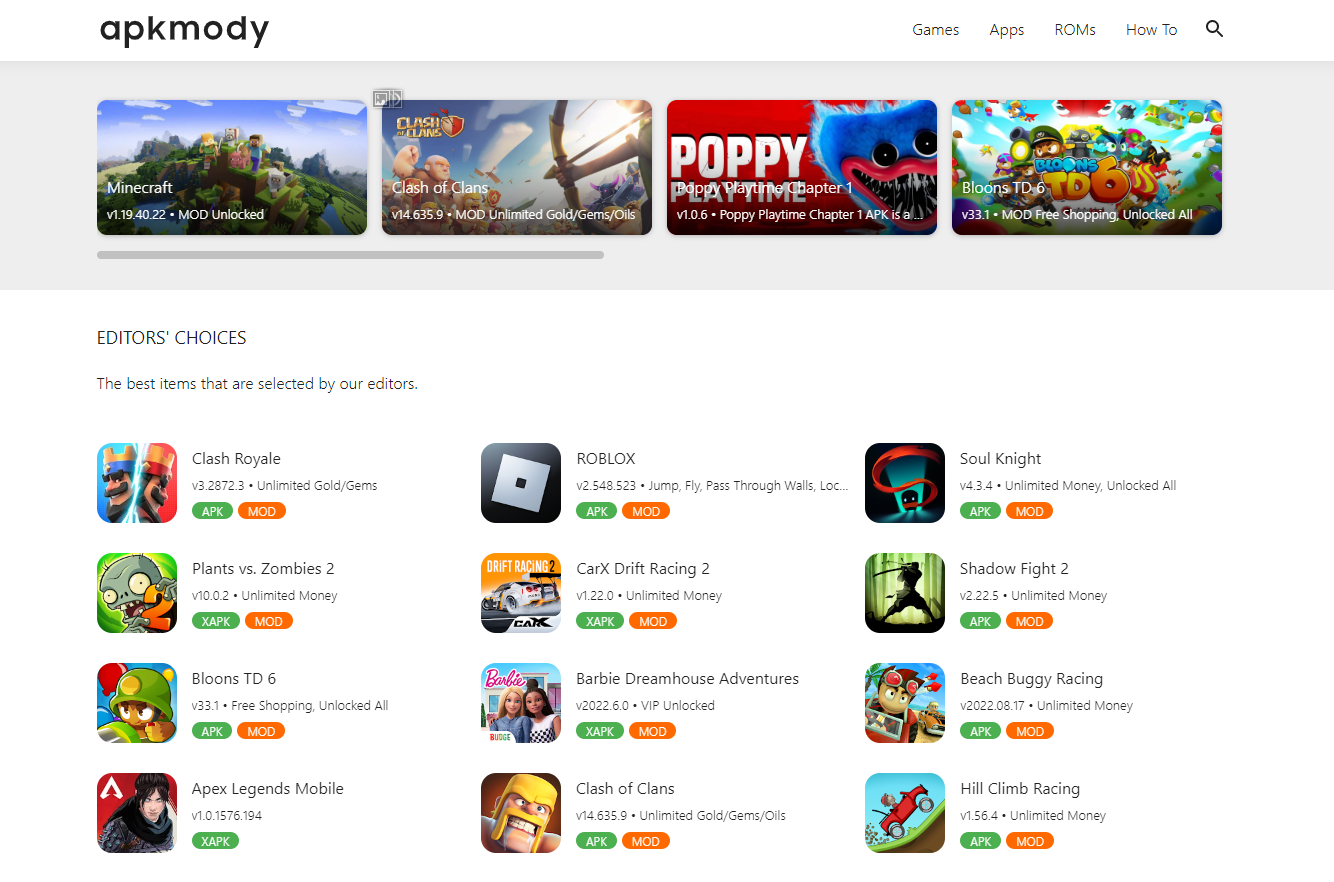 apkmody
Games Apps ROMs How To
CLASH
OF CLANS
POPPY
PLAYTIME
BLOONS
TD6
Minecraft
v1.19.40.22 • MOD Unlocked
Clash of Clans
v14.635.9 • MOD Unlimited Gold/Gems/Oils
Poppy Playtime Chapter 1
v1.0.6 • Poppy Playtime Chapter 1 APK is a ...
Bloons TD 6
v33.1 • MOD Free Shopping, Unlocked All
EDITORS' CHOICES
The best items that are selected by our editors.
Clash Royale
v3.2872.3 • Unlimited Gold/Gems
APK MOD
ROBLOX
v2.548.523 • Jump, Fly, Pass Through Walls, Loc...
APK MOD
Soul Knight
v4.3.4 • Unlimited Money, Unlocked All
APK MOD
2
Plants vs. Zombies 2
v10.0.2 • Unlimited Money
XAPK MOD
DRIFT RACING 2
CARX
CarX Drift Racing 2
v1.22.0 • Unlimited Money
XAPK MOD
Shadow Fight 2
v2.22.5 • Unlimited Money
APK MOD
Bloons TD 6
v33.1 • Free Shopping, Unlocked All
APK MOD
Barbie
BUDGE
Barbie Dreamhouse Adventures
v2022.6.0 • VIP Unlocked
XAPK MOD
Beach Buggy Racing
v2022.08.17 • Unlimited Money
APK MOD
Apex Legends Mobile
v1.0.1576.194
XAPK
Clash of Clans
v14.635.9 • Unlimited Gold/Gems/Oils
APK MOD
Hill Climb Racing
v1.56.4 • Unlimited Money
APK MOD